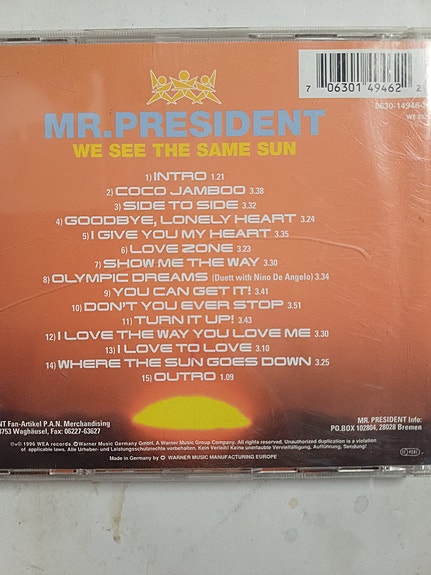 7 06301 49462 2
0630-14946-
MR.PRESIDENT
WE SEE THE SAME SUN
1) INTRO 1.21
2) COCO JAMBOO 3.38
3) SIDE TO SIDE 3.32
4) GOODBYE, LONELY HEART 3.24
5) I GIVE YOU MY HEART 3.35
6) LOVE ZONE 3.23
7) SHOW ME THE WAY 3.30
8) OLYMPIC DREAMS (Duett with Nino De Angelo) 3.34
9) YOU CAN GET IT! 3.41
10) DON'T YOU EVER STOP 3.51
11) TURN IT UP! 3.43
12) I LOVE THE WAY YOU LOVE ME 3.30
13) I LOVE TO LOVE 3.10
14) WHERE THE SUN GOES DOWN 3.25
15) OUTRO 1.09
NT Fan-Artikel P.A.N. Merchandising
8753 Waghäusel, Fax: 06227-63627
MR. PRESIDENT Info:
PO.BOX 102804, 28028 Bremen
℗+© 1996 WEA records. ©Warner Music Germany GmbH. A Warner Music Group Company. All rights reserved. Unauthorized duplication is a violation
of applicable laws. Alle Urheber- und Leistungsschutzrechte vorbehalten. Kein Verleih! Keine unerlaubte Vervielfältigung, Aufführung, Sendung!
Made in Germany by WARNER MUSIC MANUFACTURING EUROPE